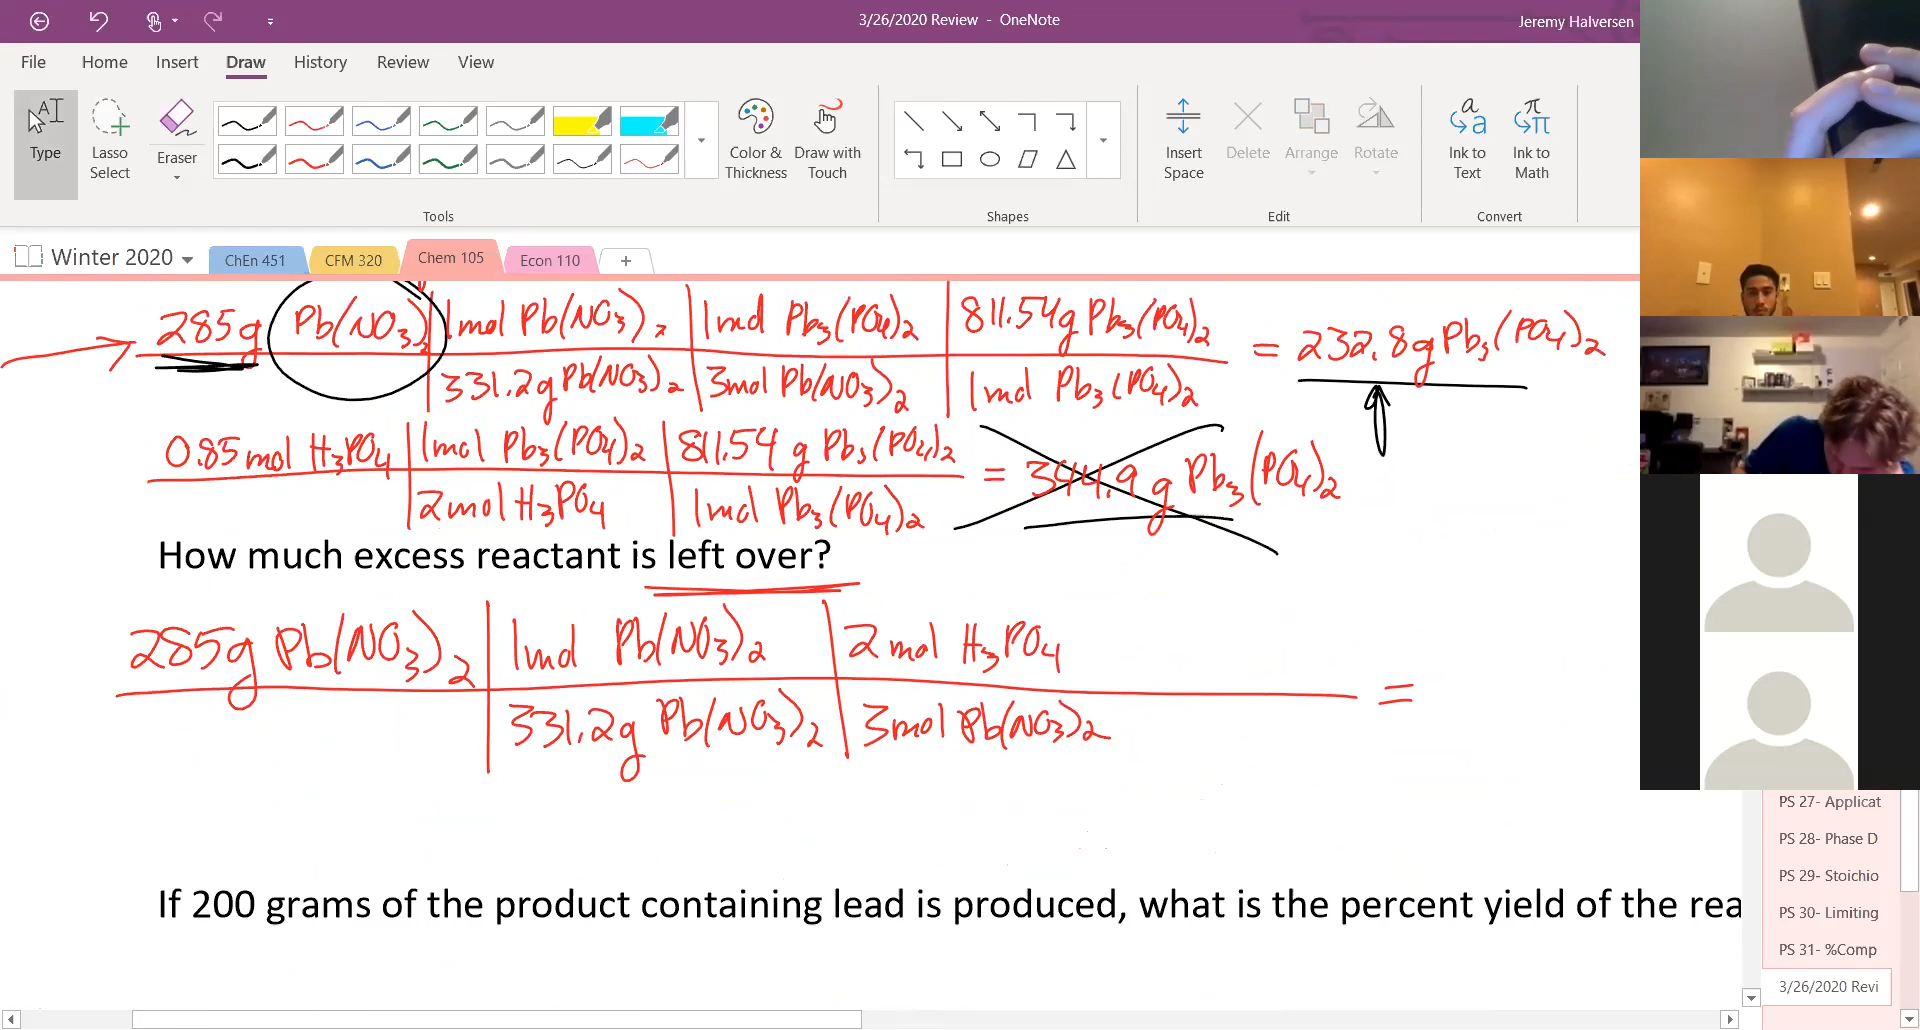 3/26/2020 Review - OneNote
Jeremy Halversen
File Home Insert Draw History Review View
Type
Lasso Select
Eraser
Color & Thickness
Draw with Touch
Insert Space
Delete
Arrange
Rotate
Ink to Text
Ink to Math
Tools
Shapes
Edit
Convert
Winter 2020
ChEn 451
CFM 320
Chem 105
Econ 110
+
285g Pb(NO3)2 | 1mol Pb(NO3)2 | 1mol Pb3(PO4)2 | 811.54g Pb3(PO4)2 = 232.8g Pb3(PO4)2
331.2g Pb(NO3)2 | 3mol Pb(NO3)2 | 1mol Pb3(PO4)2
0.85mol H3PO4 | 1mol Pb3(PO4)2 | 811.54 g Pb3(PO4)2 = 344.9 g Pb3(PO4)2
2mol H3PO4 | 1mol Pb3(PO4)2
How much excess reactant is left over?
285g Pb(NO3)2 | 1mol Pb(NO3)2 | 2mol H3PO4 =
331.2g Pb(NO3)2 | 3mol Pb(NO3)2
If 200 grams of the product containing lead is produced, what is the percent yield of the rea
PS 27- Applicat
PS 28- Phase D
PS 29- Stoichio
PS 30- Limiting
PS 31- %Comp
3/26/2020 Revi